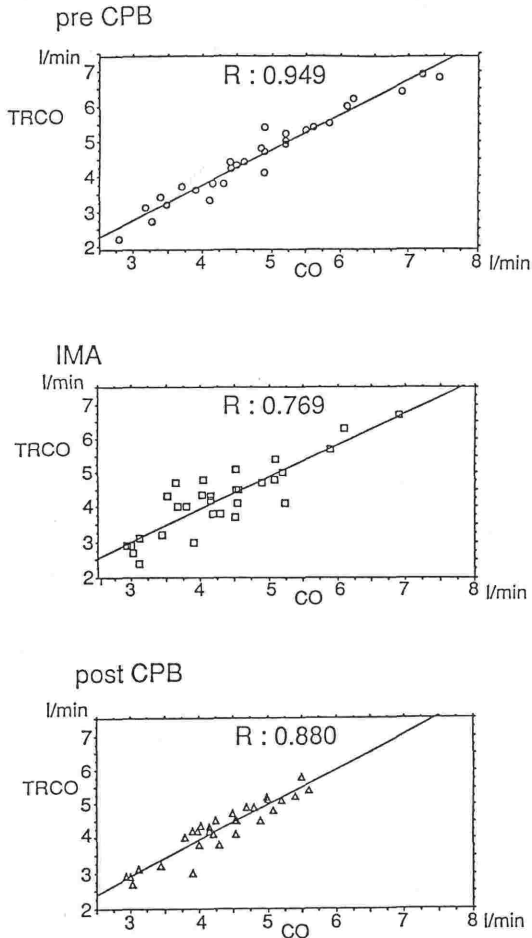 pre CPB
l/min
7
R : 0.949
TRCO
6
5
4
3
2
3 4 5 6 7 8 l/min
CO
IMA
l/min
7
R : 0.769
6
TRCO
5
4
3
2
3 4 5 6 7 8 l/min
CO
post CPB
l/min
7
R : 0.880
6
TRCO
5
4
3
2
3 4 5 6 7 8 l/min
CO